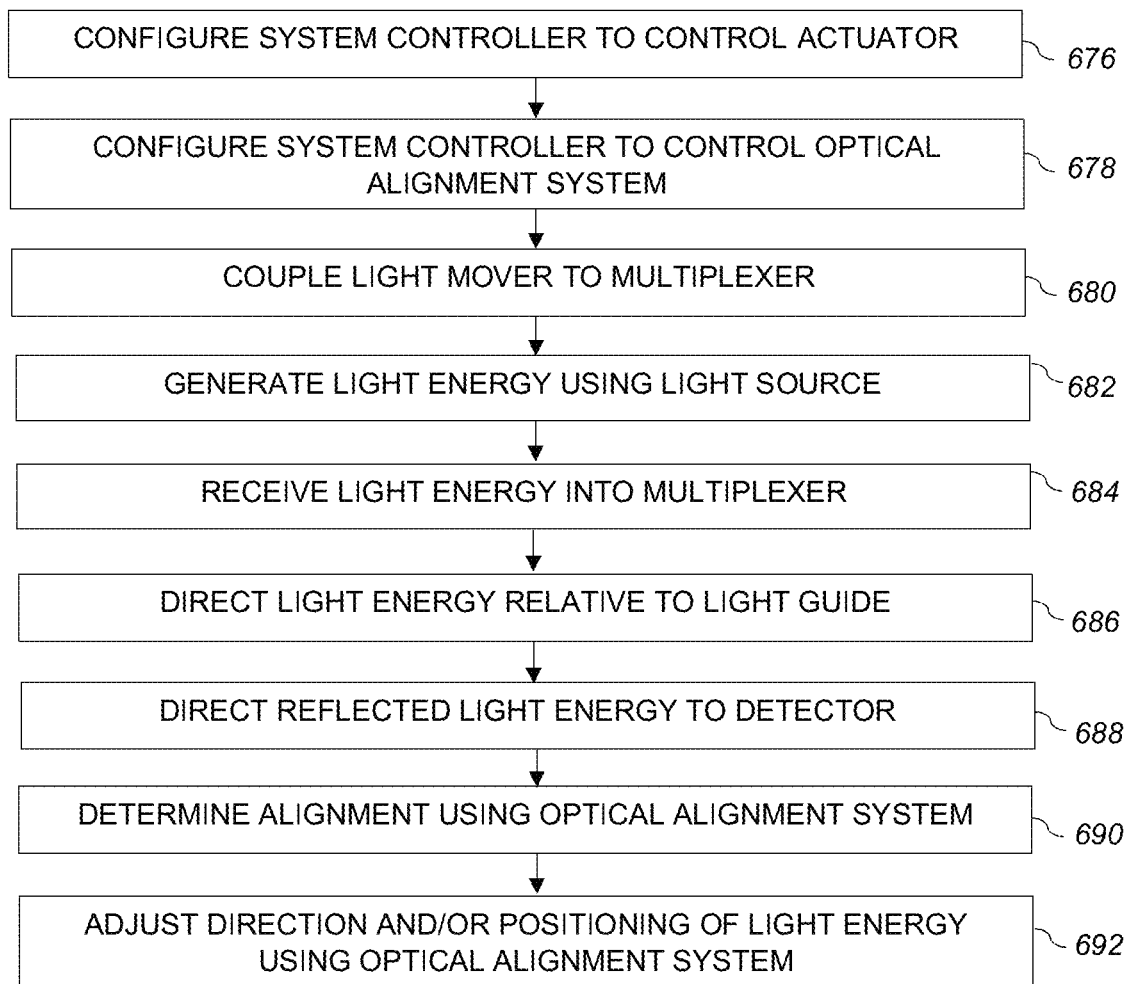 CONFIGURE SYSTEM CONTROLLER TO CONTROL ACTUATOR
676
CONFIGURE SYSTEM CONTROLLER TO CONTROL OPTICAL
ALIGNMENT SYSTEM
678
COUPLE LIGHT MOVER TO MULTIPLEXER
680
GENERATE LIGHT ENERGY USING LIGHT SOURCE
682
RECEIVE LIGHT ENERGY INTO MULTIPLEXER
684
DIRECT LIGHT ENERGY RELATIVE TO LIGHT GUIDE
686
DIRECT REFLECTED LIGHT ENERGY TO DETECTOR
688
DETERMINE ALIGNMENT USING OPTICAL ALIGNMENT SYSTEM
690
ADJUST DIRECTION AND/OR POSITIONING OF LIGHT ENERGY
USING OPTICAL ALIGNMENT SYSTEM
692